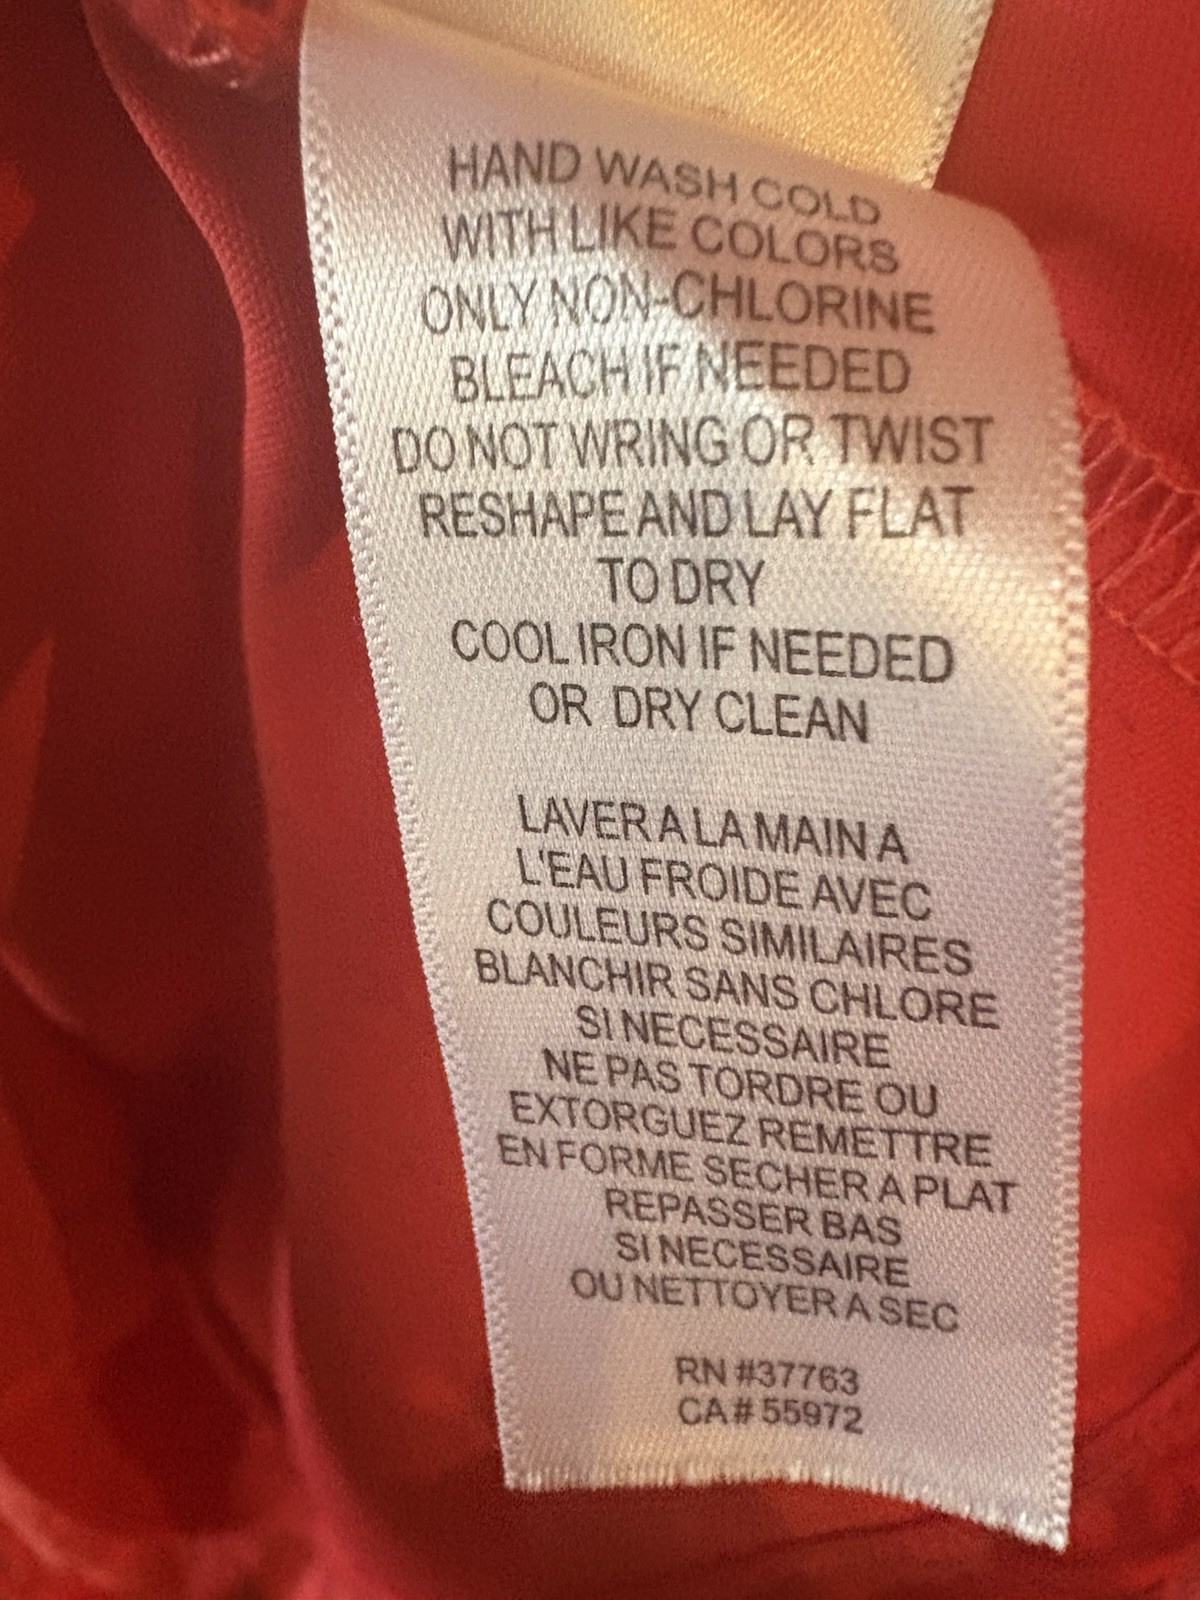 HAND WASH COLD
WITH LIKE COLORS
ONLY NON-CHLORINE
BLEACH IF NEEDED
DO NOT WRING OR TWIST
RESHAPE AND LAY FLAT
TO DRY
COOL IRON IF NEEDED
OR DRY CLEAN
LAVER A LA MAIN A
L'EAU FROIDE AVEC
COULEURS SIMILAIRES
BLANCHIR SANS CHLORE
SI NECESSAIRE
NE PAS TORDRE OU
EXTORGUEZ REMETTRE
EN FORME SECHER A PLAT
REPASSER BAS
SI NECESSAIRE
OU NETTOYER A SEC
RN #37763
CA# 55972